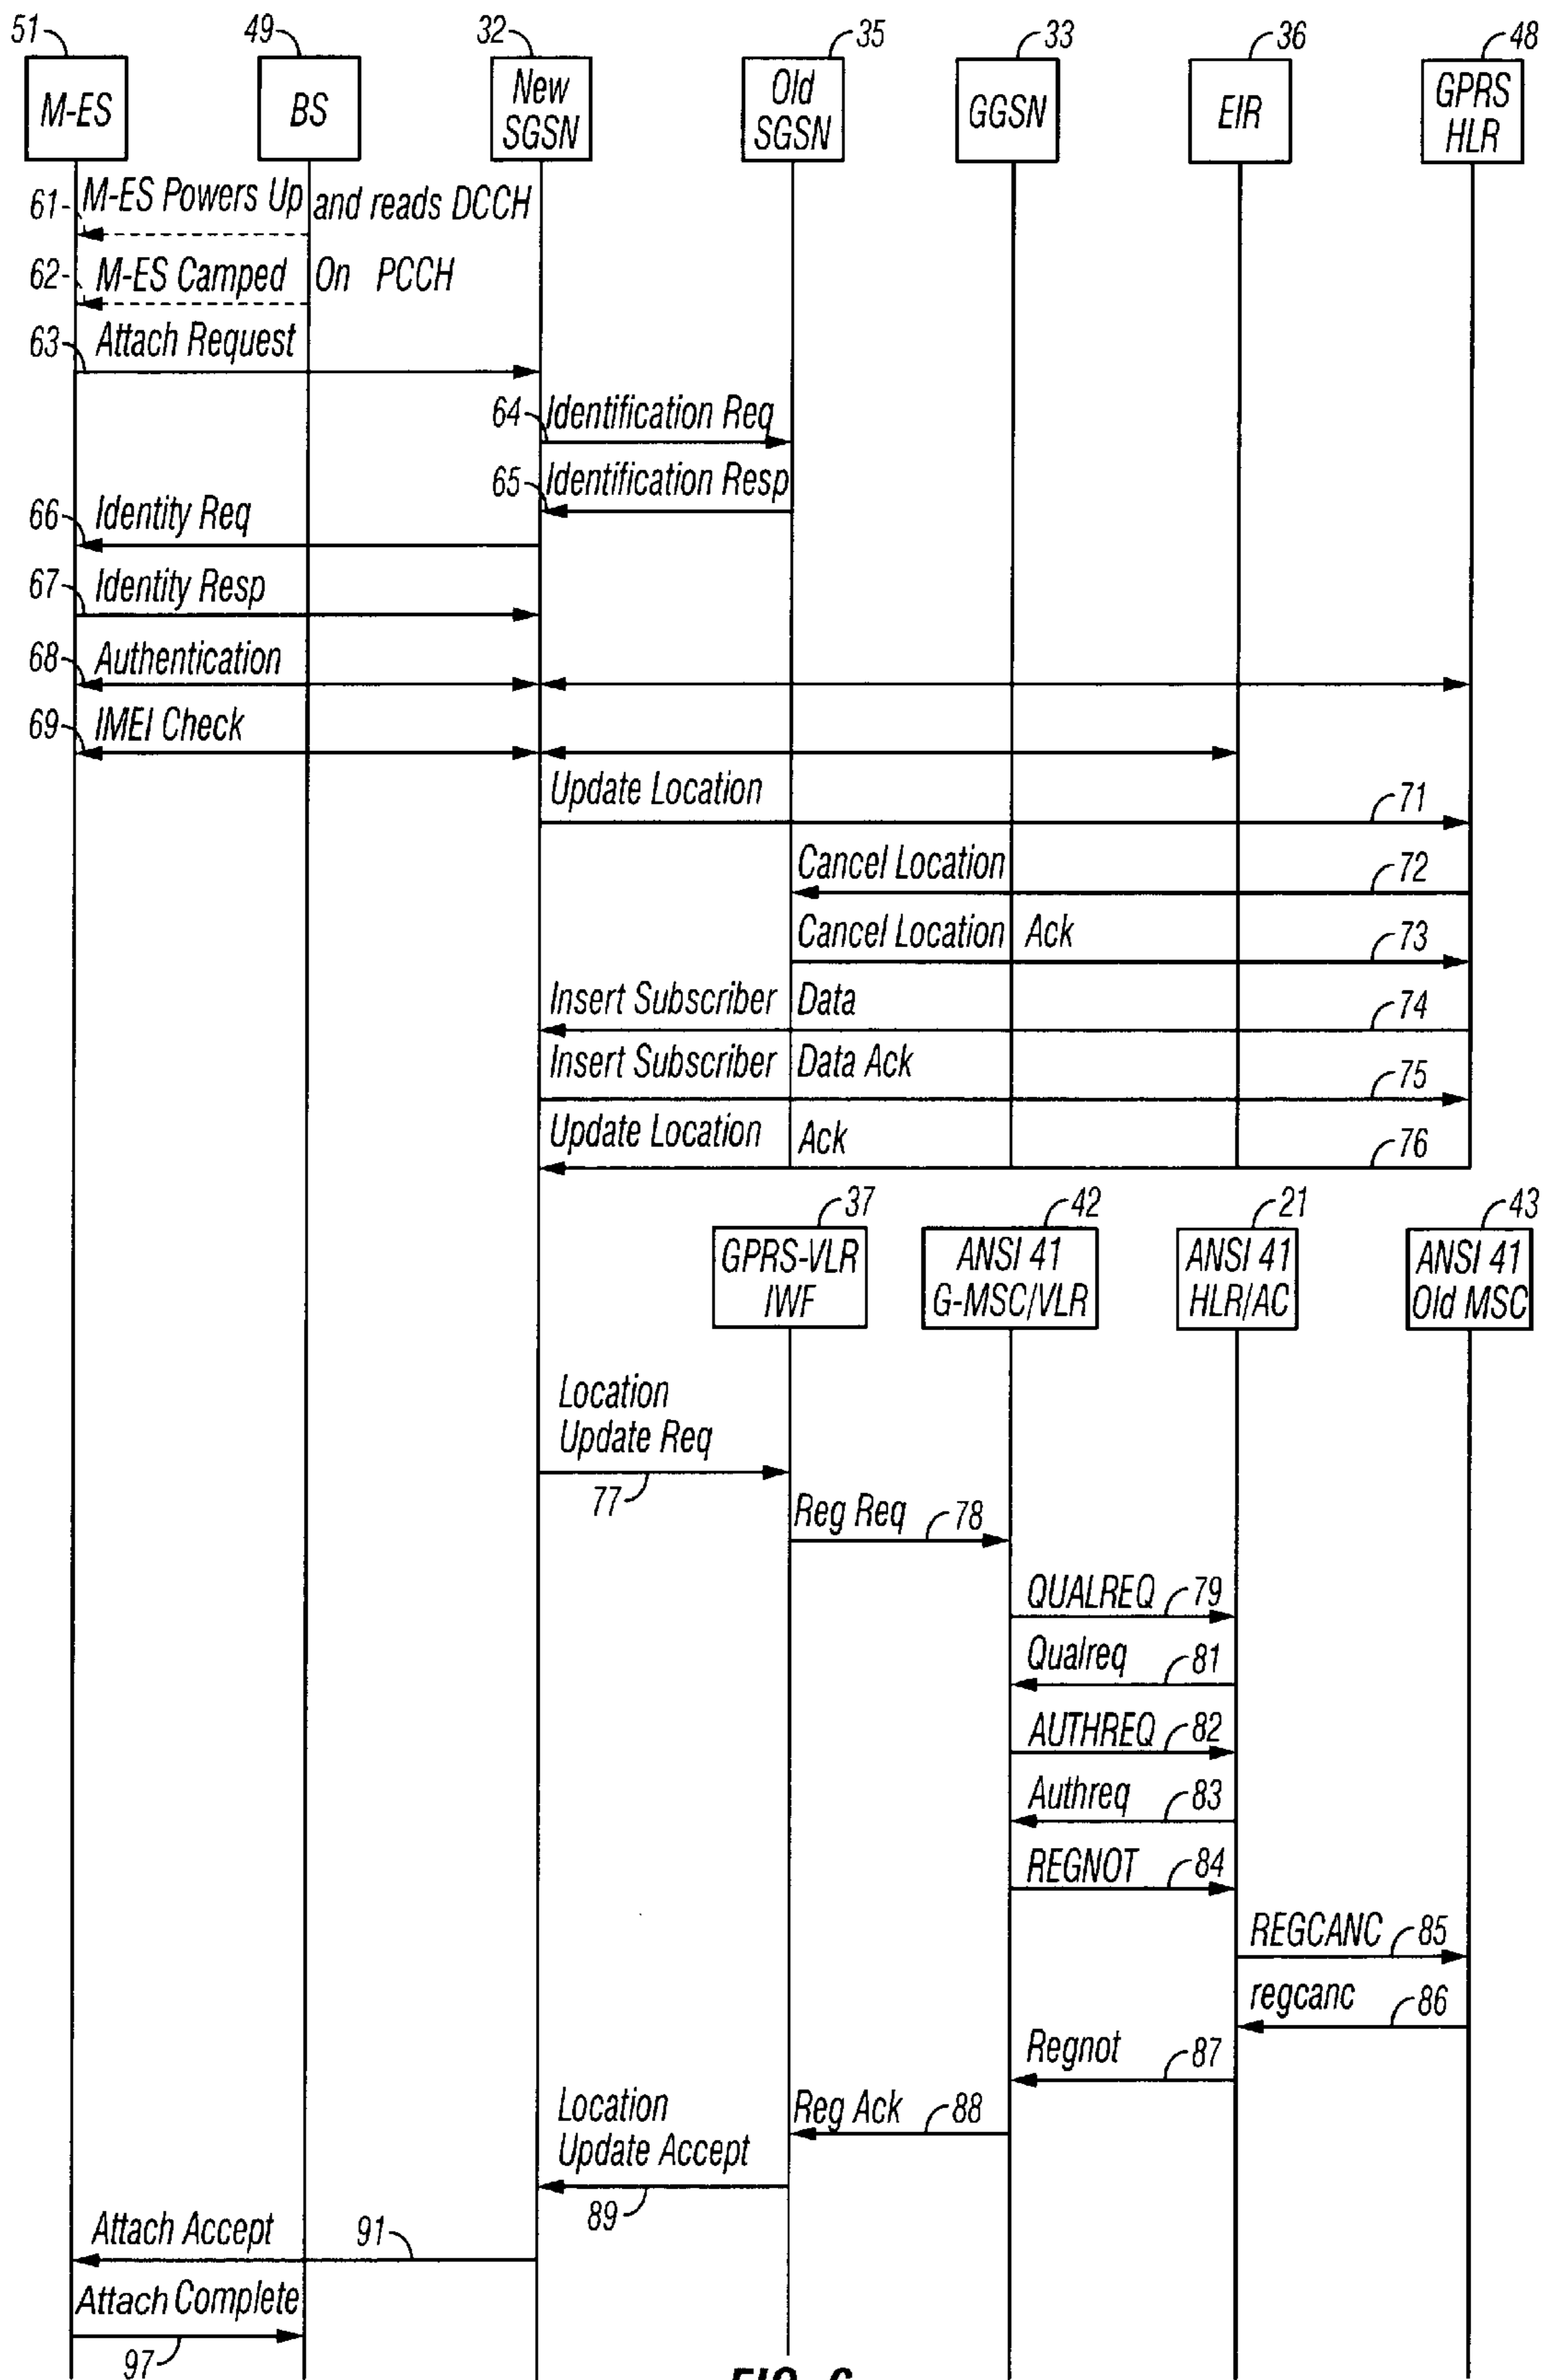 51 49 32 35 33 36 48
M-ES BS New SGSN Old SGSN GGSN EIR GPRS HLR
61 M-ES Powers Up and reads DCCH
62 M-ES Camped On PCCH
63 Attach Request
64 Identification Req
65 Identification Resp
66 Identity Req
67 Identity Resp
68 Authentication
69 IMEI Check
Update Location 71
Cancel Location 72
Cancel Location Ack 73
Insert Subscriber Data 74
Insert Subscriber Data Ack 75
Update Location Ack 76
37 42 21 43
GPRS-VLR IWF ANSI 41 G-MSC/VLR ANSI 41 HLR/AC ANSI 41 Old MSC
Location
Update Req
77
Reg Req 78
QUALREQ 79
Qualreq 81
AUTHREQ 82
Authreq 83
REGNOT 84
REGCANC 85
regcanc 86
Regnot 87
Reg Ack 88
Location
Update Accept
89
Attach Accept 91
Attach Complete
97
FIG. 6